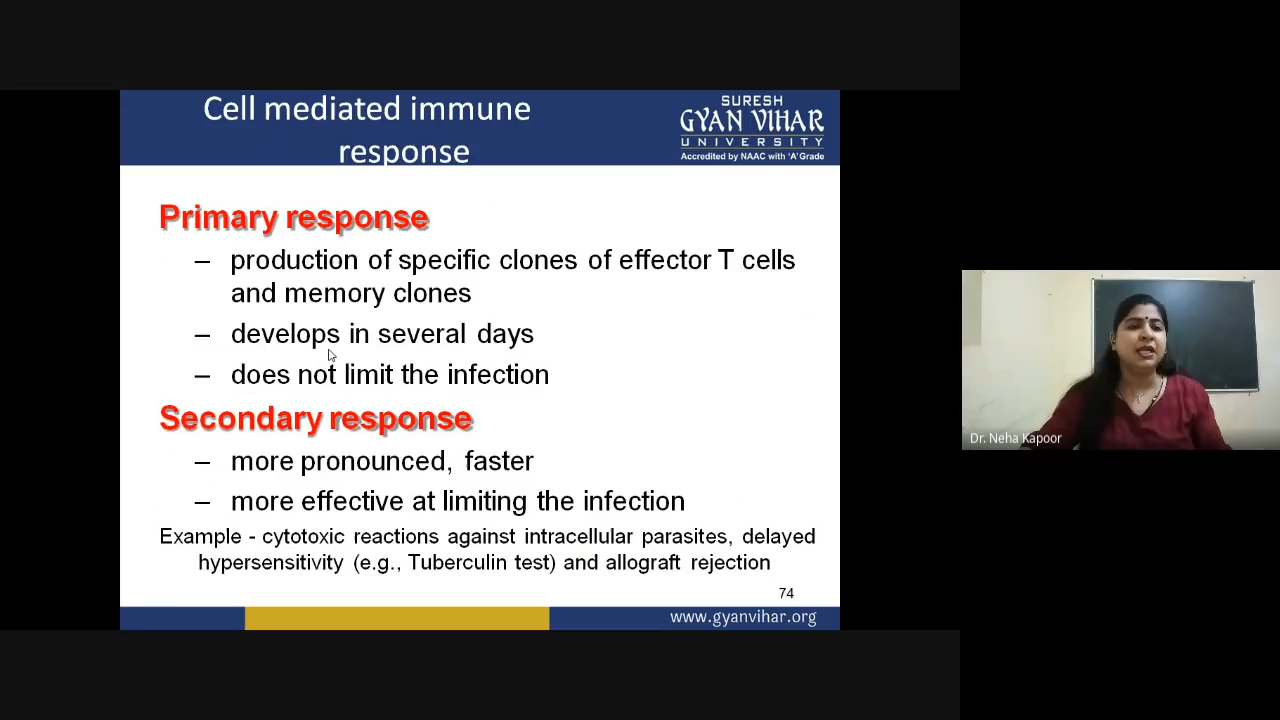 Cell mediated immune
response
SURESH
GYAN VIHAR
UNIVERSITY
Accredited by NAAC with 'A' Grade
Primary response
– production of specific clones of effector T cells
and memory clones
– develops in several days
– does not limit the infection
Secondary response
– more pronounced, faster
– more effective at limiting the infection
Example - cytotoxic reactions against intracellular parasites, delayed
hypersensitivity (e.g., Tuberculin test) and allograft rejection
74
www.gyanvihar.org
Dr. Neha Kapoor